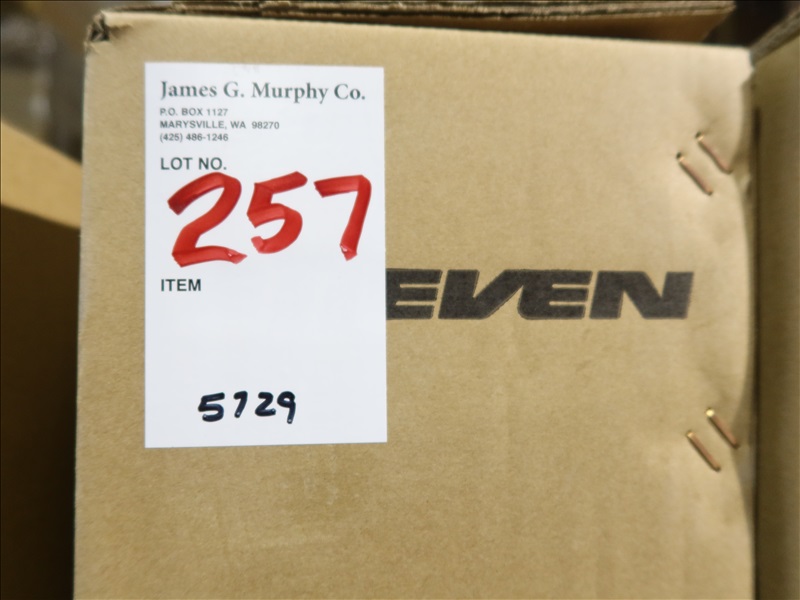 James G. Murphy Co.
P.O. BOX 1127
MARYSVILLE, WA 98270
(425) 486-1246
LOT NO.
257
ITEM
5729
EVEN